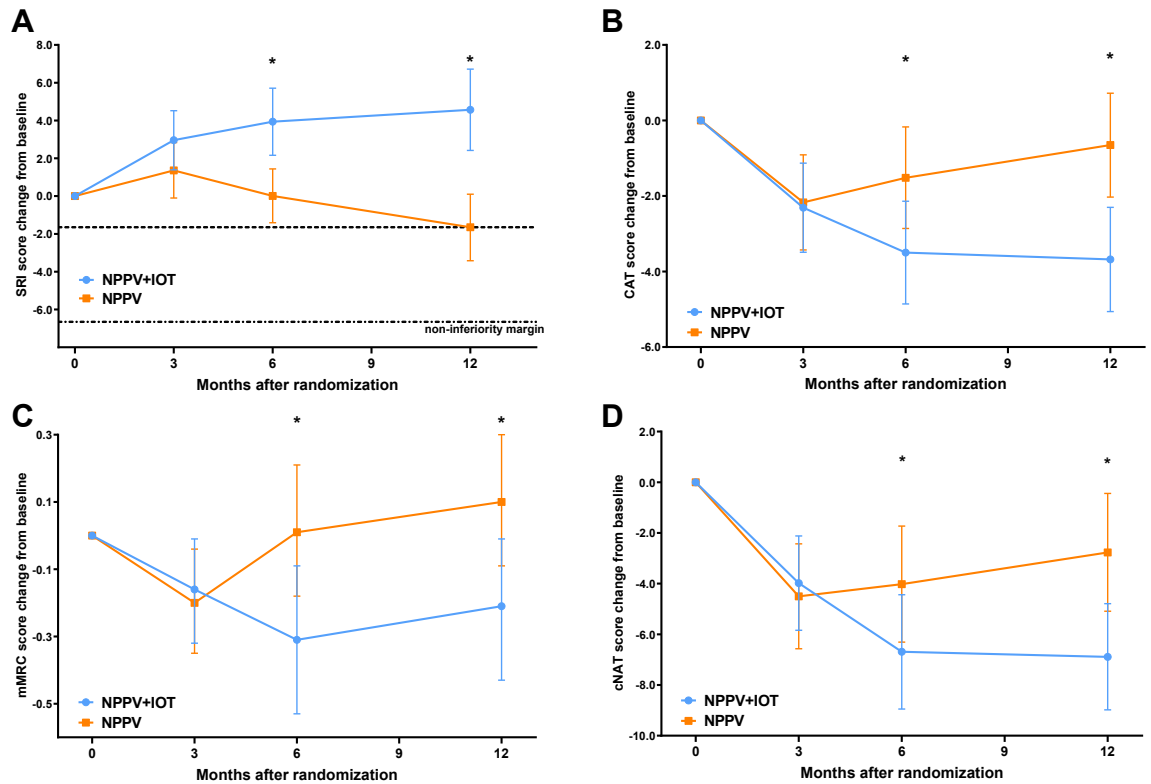 A
SRI score change from baseline
8.0
6.0
4.0
2.0
0.0
-2.0
-4.0
-6.0
* *
NPPV+IOT
NPPV
non-inferiority margin
0 3 6 9 12
Months after randomization
B
CAT score change from baseline
2.0
0.0
-2.0
-4.0
-6.0
* *
NPPV+IOT
NPPV
0 3 6 9 12
Months after randomization
C
mMRC score change from baseline
0.3
0.1
-0.1
-0.3
-0.5
* *
NPPV+IOT
NPPV
0 3 6 9 12
Months after randomization
D
cNAT score change from baseline
2.0
0.0
-2.0
-4.0
-6.0
-8.0
-10.0
* *
NPPV+IOT
NPPV
0 3 6 9 12
Months after randomization